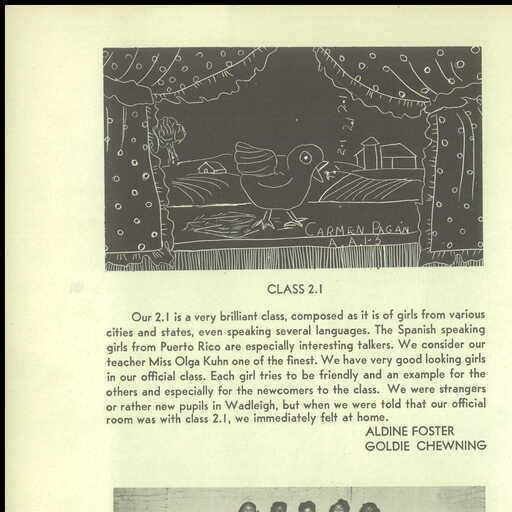 2.1 2.1 2.1
CARMEN PAGÁN
A.A 1-3
CLASS 2.1
Our 2.1 is a very brilliant class, composed as it is of girls from various
cities and states, even speaking several languages. The Spanish speaking
girls from Puerto Rico are especially interesting talkers. We consider our
teacher Miss Olga Kuhn one of the finest. We have very good looking girls
in our official class. Each girl tries to be friendly and an example for the
others and especially for the newcomers to the class. We were strangers
or rather new pupils in Wadleigh, but when we were told that our official
room was with class 2.1, we immediately felt at home.
ALDINE FOSTER
GOLDIE CHEWNING